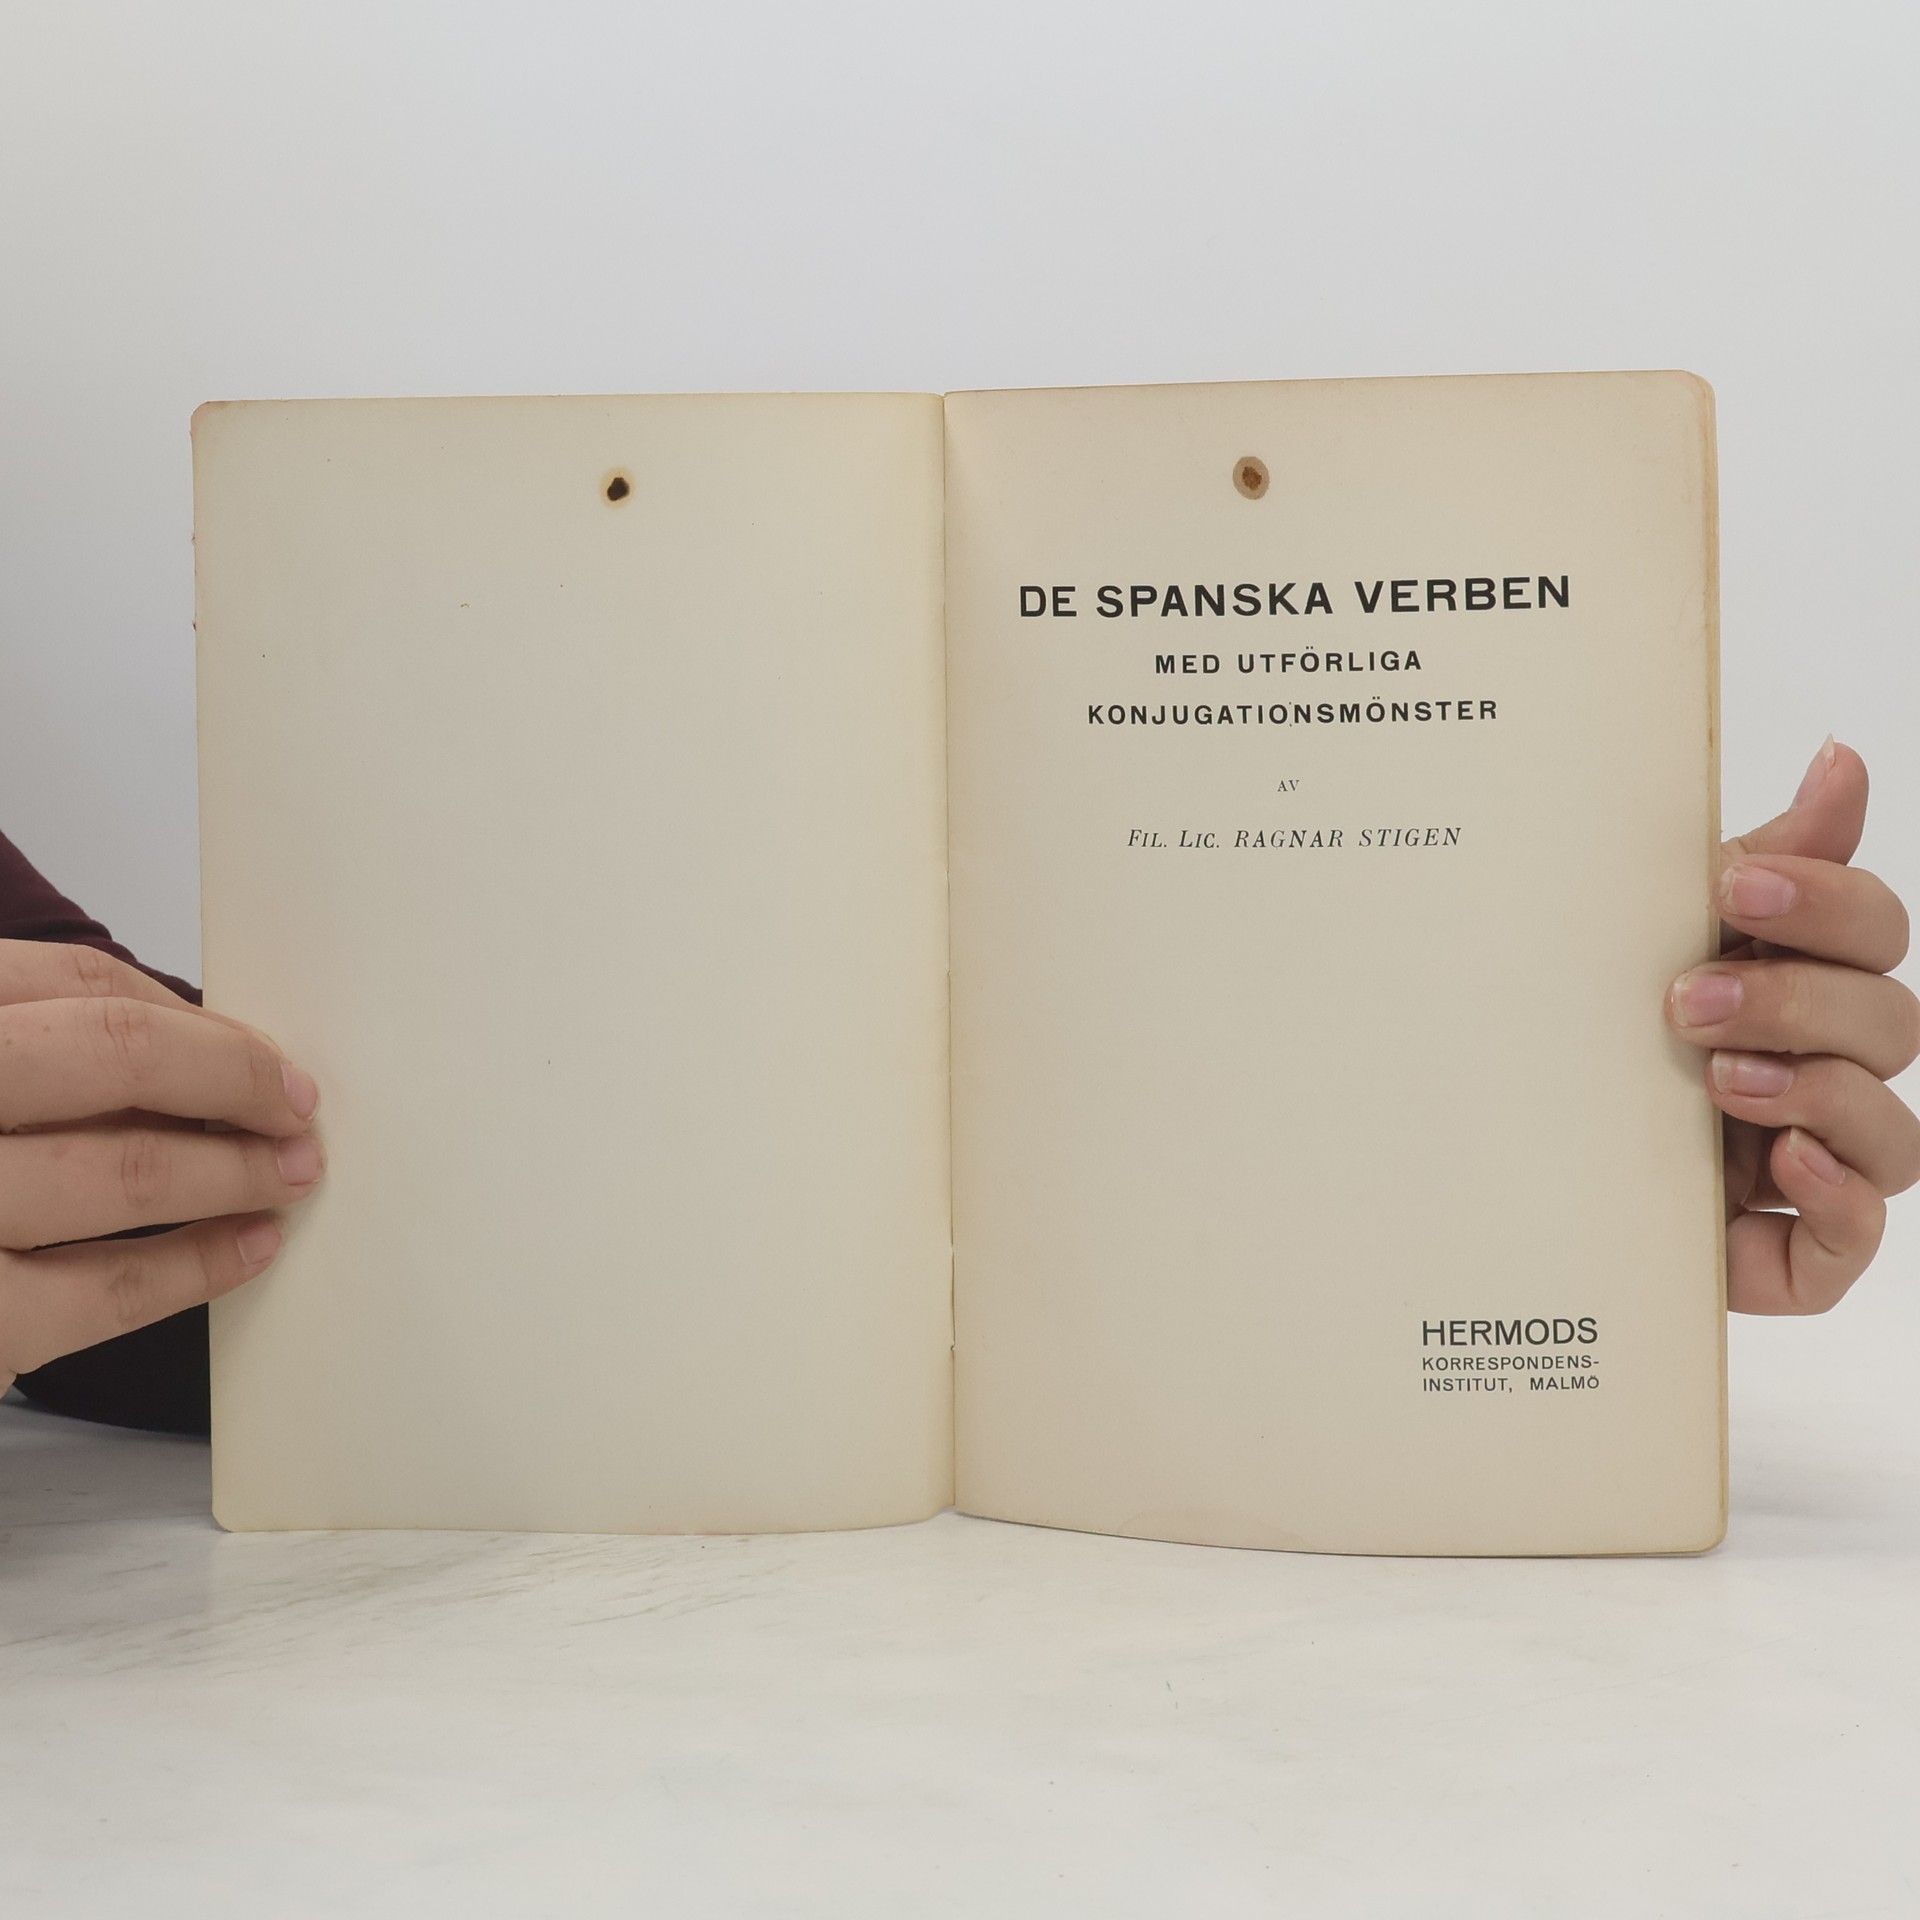 DE SPANSKA VERBEN
MED UTFÖRLIGA
KONJUGATIONSMÖNSTER
AV
FIL. LIC. RAGNAR STIGEN
HERMODS
KORRESPONDENS-
INSTITUT, MALMÖ